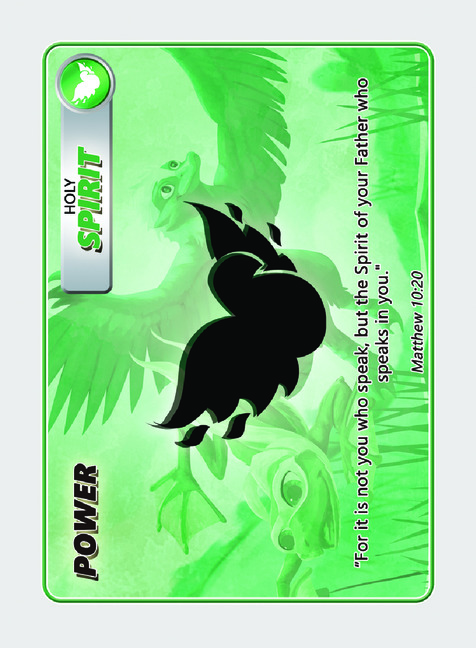 POWER
HOLY
SPIRIT
"For it is not you who speak, but the Spirit of your Father who
speaks in you."
Matthew 10:20